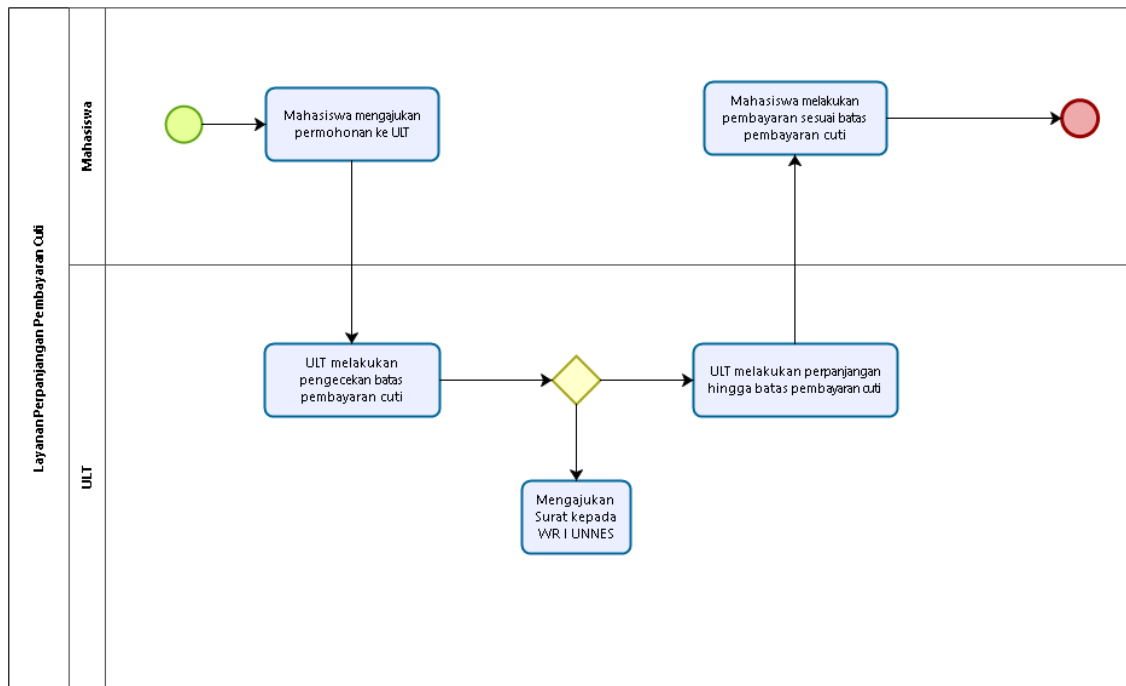 Layanan Perpanjangan Pembayaran Cuti
Mahasiswa
Mahasiswa mengajukan
permohonan ke ULT
Mahasiswa melakukan
pembayaran sesuai batas
pembayaran cuti
ULT
ULT melakukan
pengecekan batas
pembayaran cuti
ULT melakukan perpanjangan
hingga batas pembayaran cuti
Mengajukan
Surat kepada
WR I UNNES